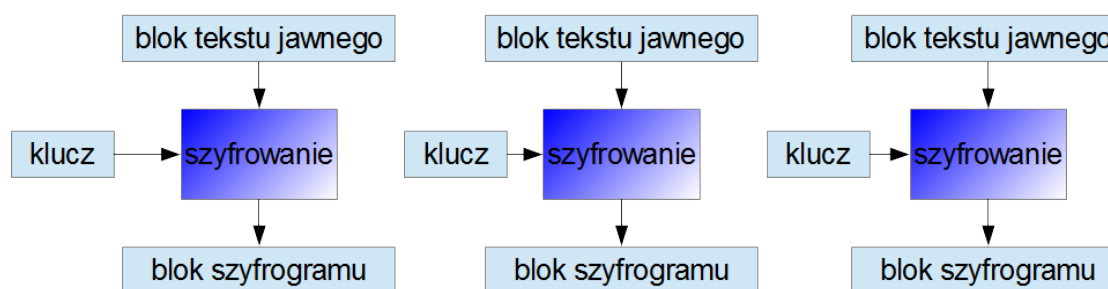 blok tekstu jawnego
blok tekstu jawnego
blok tekstu jawnego
klucz
szyfrowanie
klucz
szyfrowanie
klucz
szyfrowanie
blok szyfrogramu
blok szyfrogramu
blok szyfrogramu